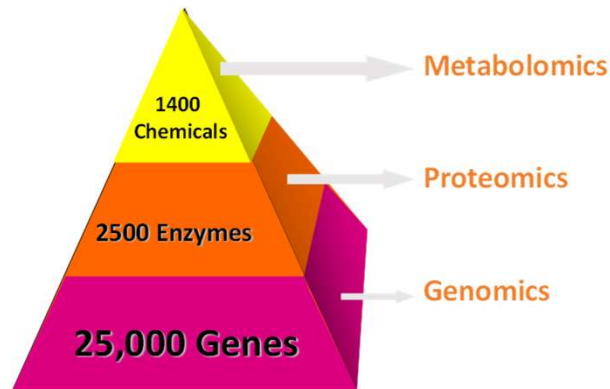 1400
Chemicals
Metabolomics
2500 Enzymes
Proteomics
25,000 Genes
Genomics